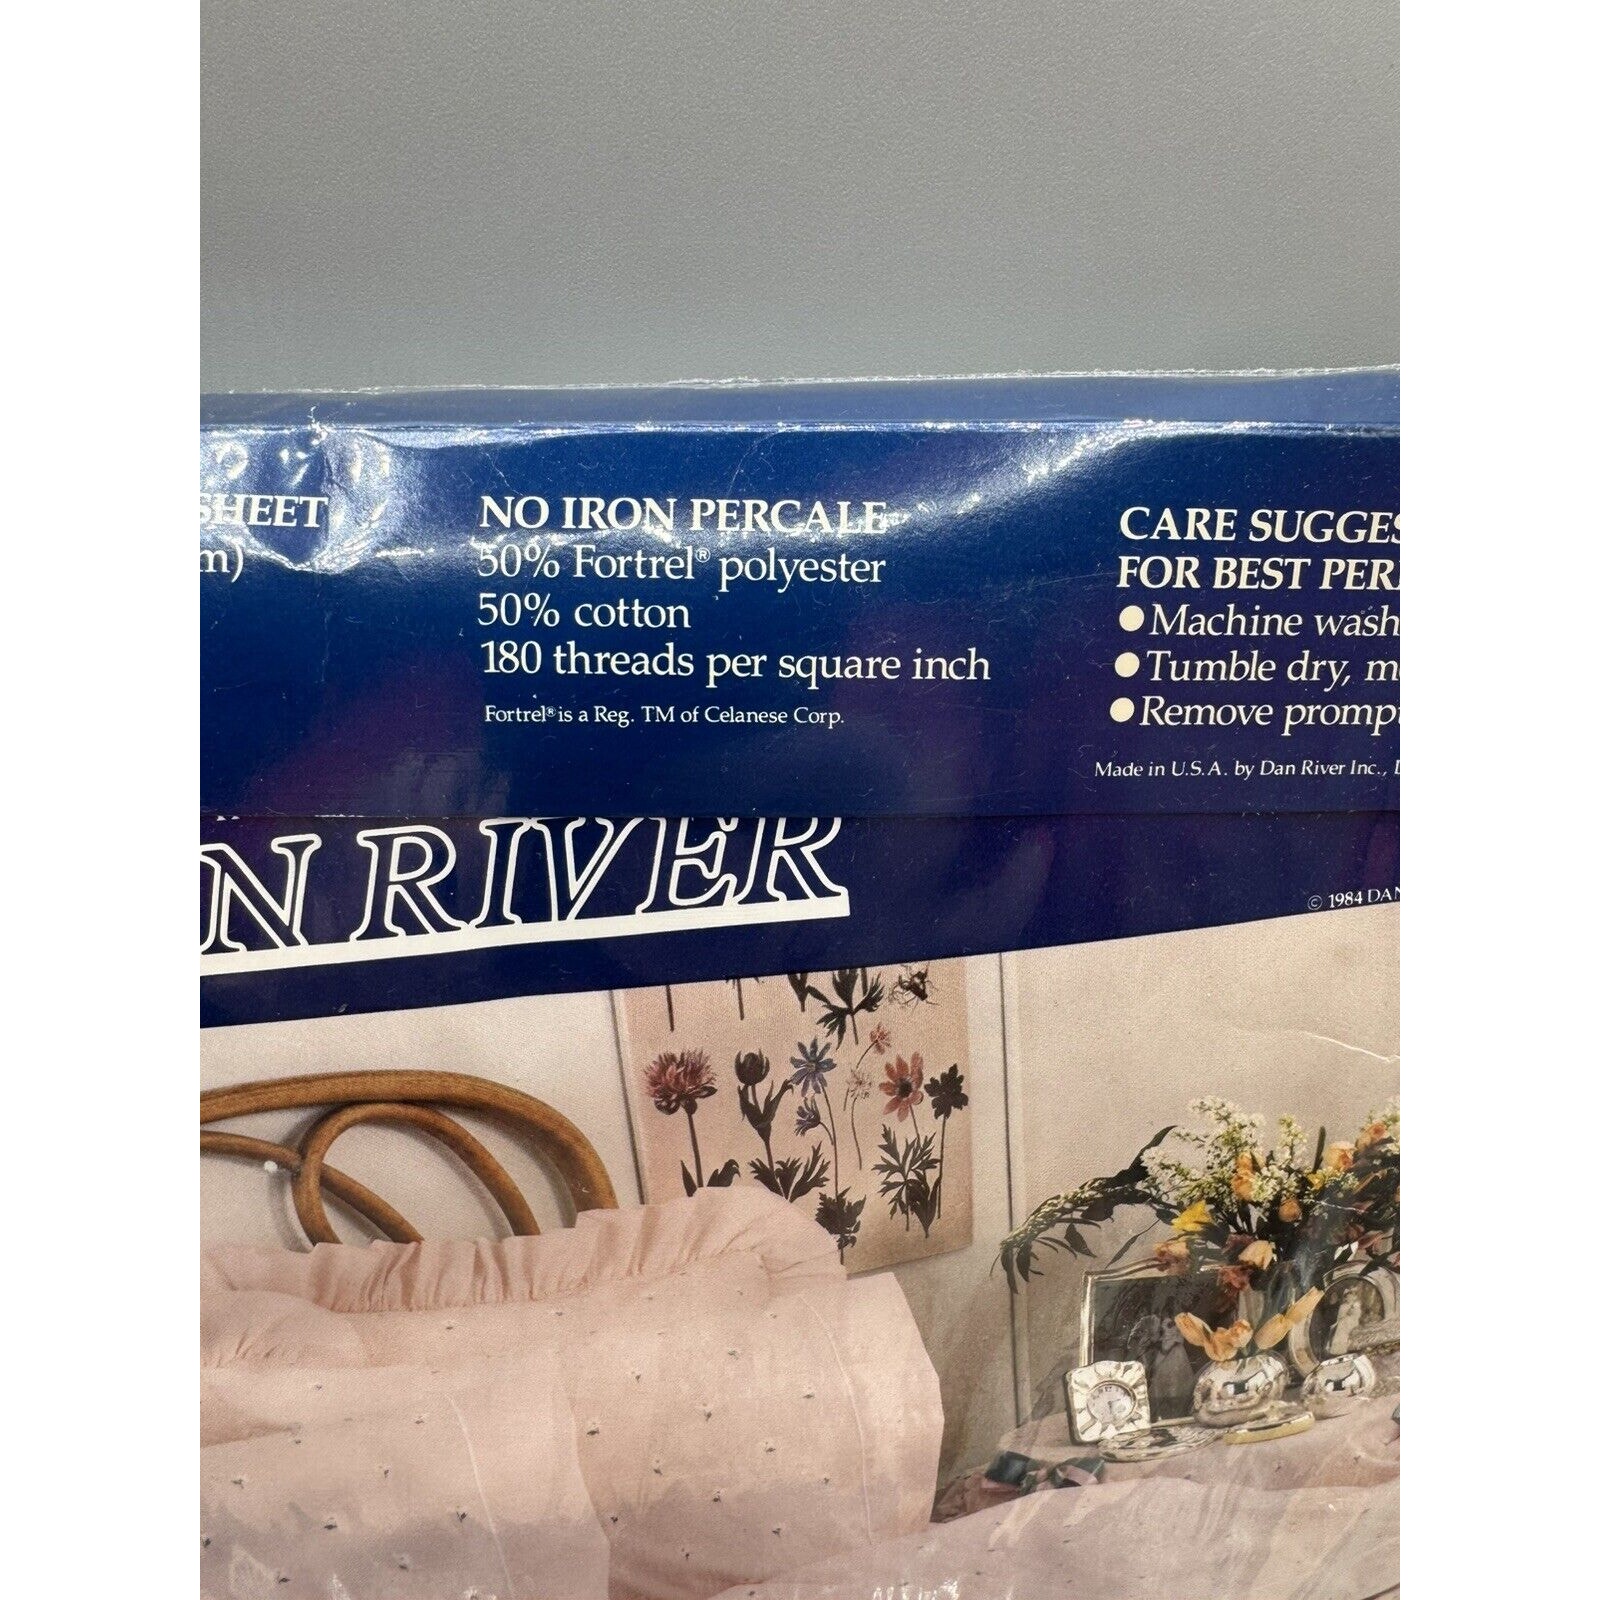 SHEET
m)
NO IRON PERCALE
50% Fortrel® polyester
50% cotton
180 threads per square inch
Fortrel® is a Reg. TM of Celanese Corp.
CARE SUGGES
FOR BEST PER
●Machine wash
●Tumble dry, m
●Remove promp
Made in U.S.A. by Dan River Inc.,
N RIVER
© 1984 DAN